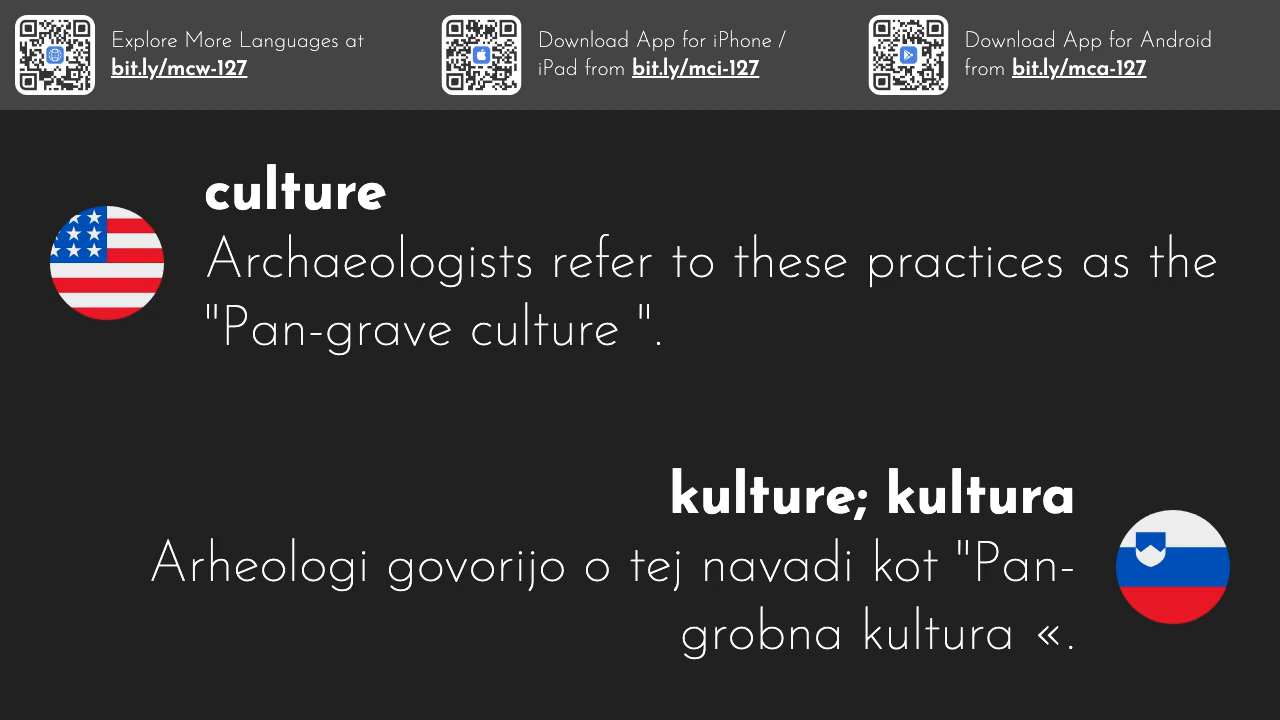 Explore More Languages at
bit.ly/mcw-127
Download App for iPhone /
iPad from bit.ly/mci-127
Download App for Android
from bit.ly/mca-127
culture
Archaeologists refer to these practices as the
"Pan-grave culture ".
kulture; kultura
Arheologi govorijo o tej navadi kot "Pan-
grobna kultura «.